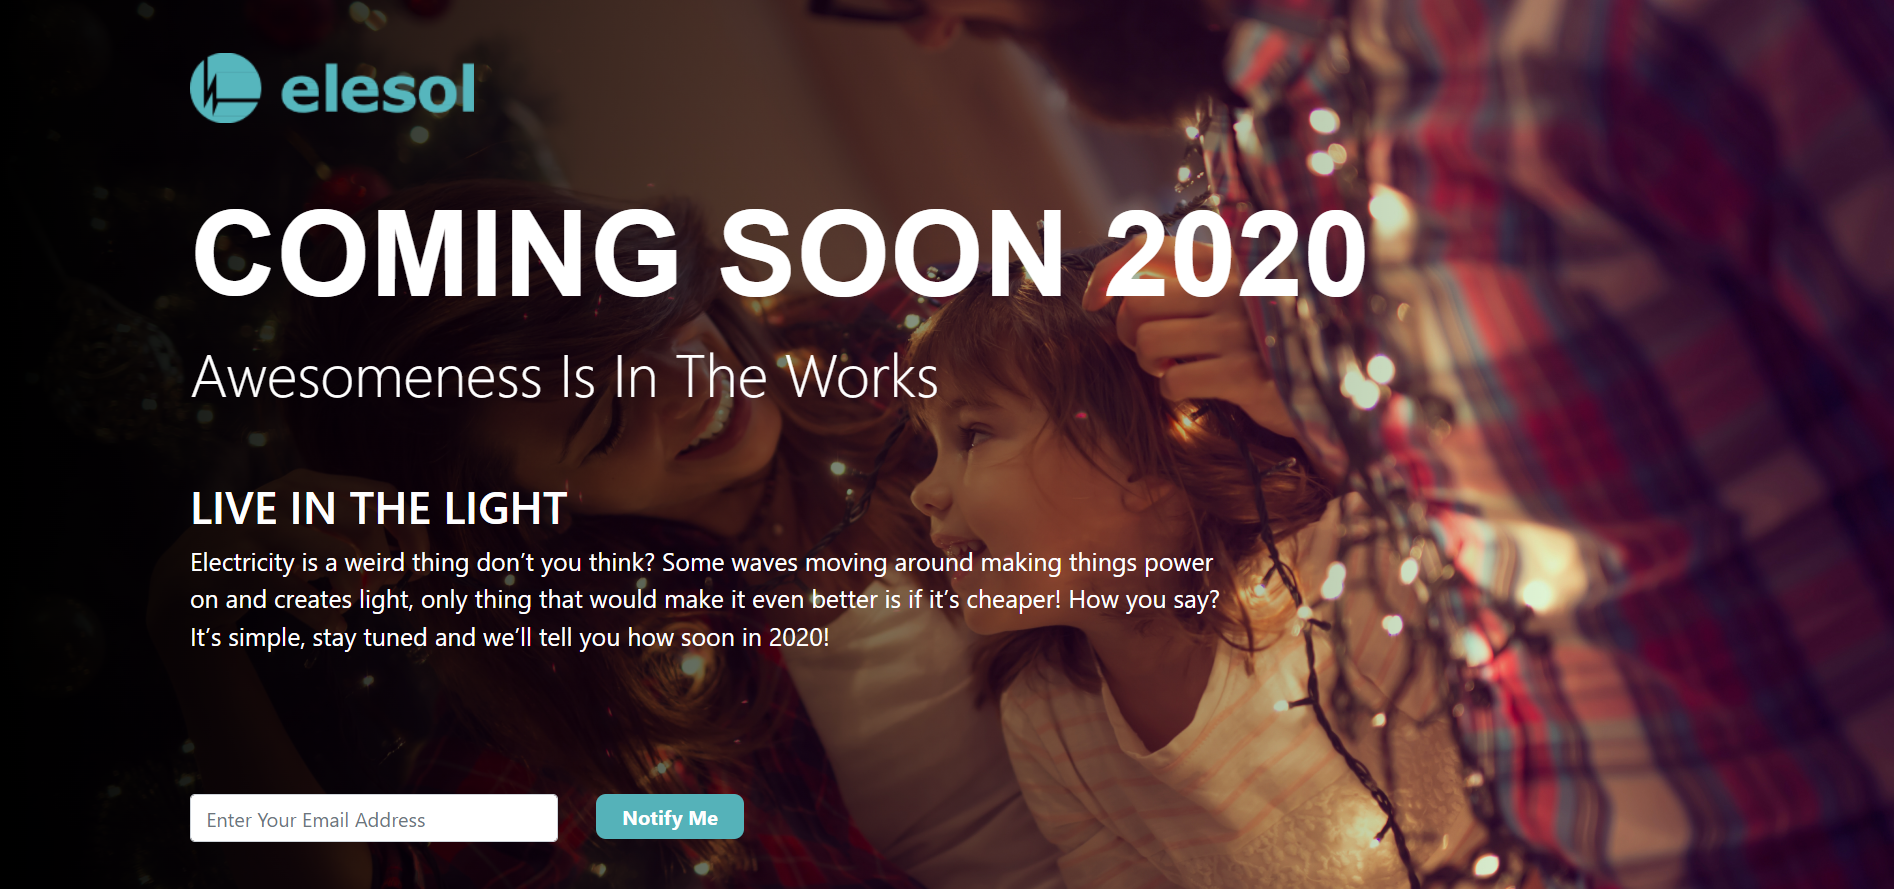 elesol
COMING SOON 2020
Awesomeness Is In The Works
LIVE IN THE LIGHT
Electricity is a weird thing don’t you think? Some waves moving around making things power
on and creates light, only thing that would make it even better is if it’s cheaper! How you say?
It’s simple, stay tuned and we’ll tell you how soon in 2020!
Enter Your Email Address
Notify Me